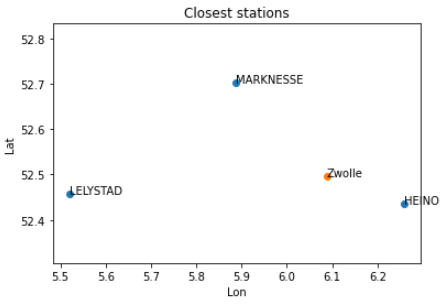 Closest stations
52.8
52.7
52.6
52.5
52.4
Lat
MARKNESSE
Zwolle
LELYSTAD
HEINO
5.5 5.6 5.7 5.8 5.9 6.0 6.1 6.2
Lon